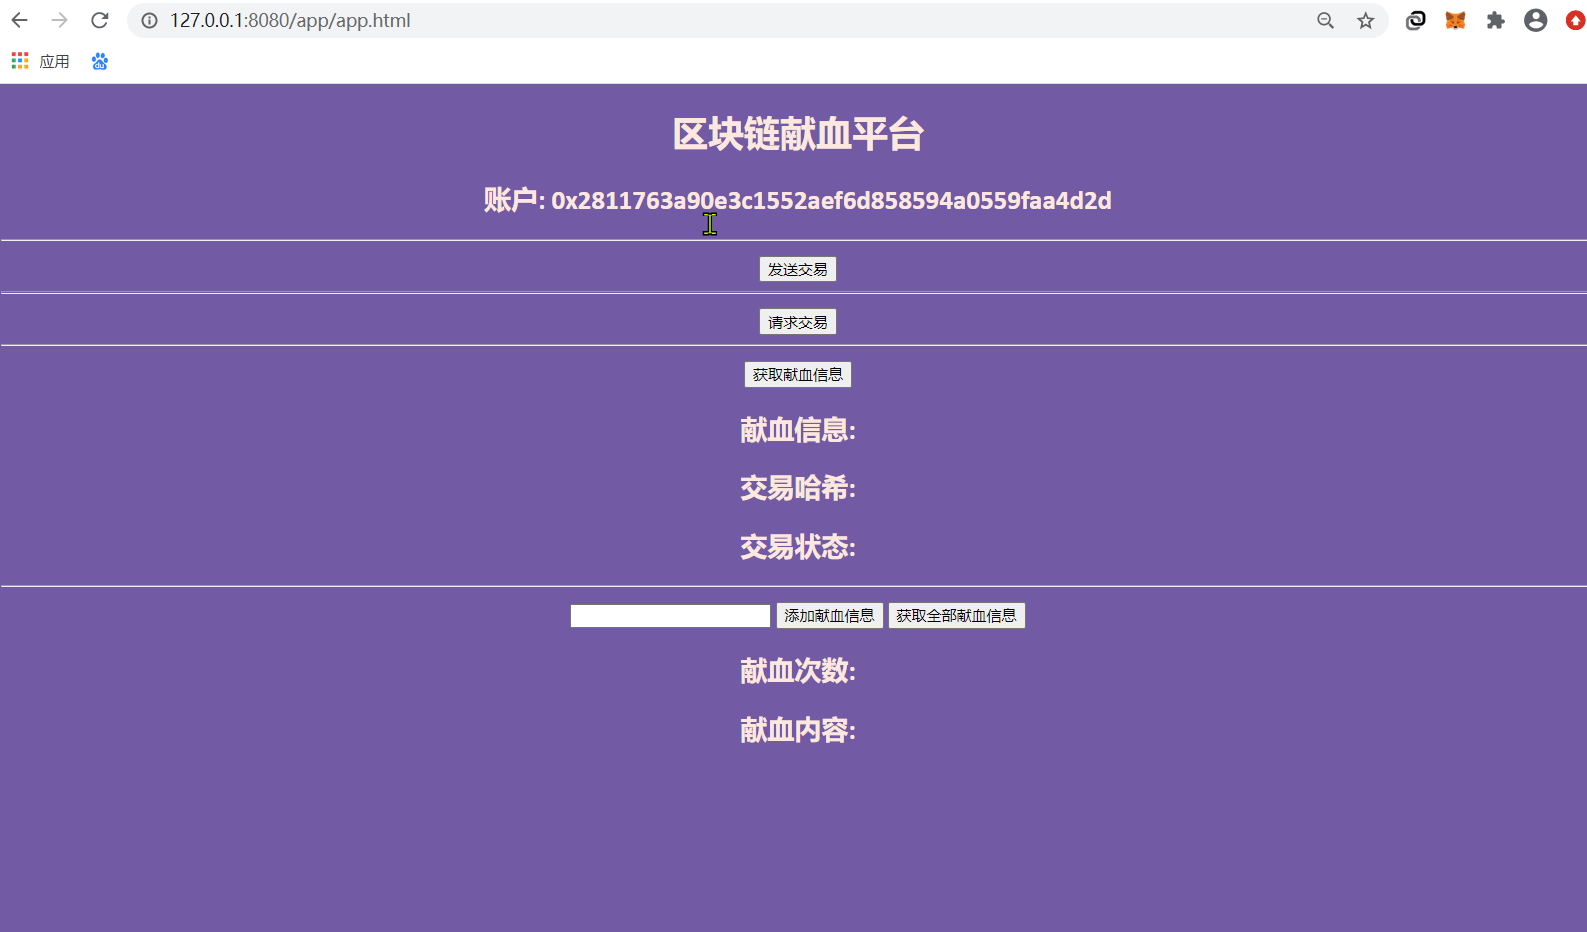 127.0.0.1:8080/app/app.html
应用
区块链献血平台
账户: 0x2811763a90e3c1552aef6d858594a0559faa4d2d
发送交易
请求交易
获取献血信息
献血信息:
交易哈希:
交易状态:
添加献血信息 获取全部献血信息
献血次数:
献血内容: